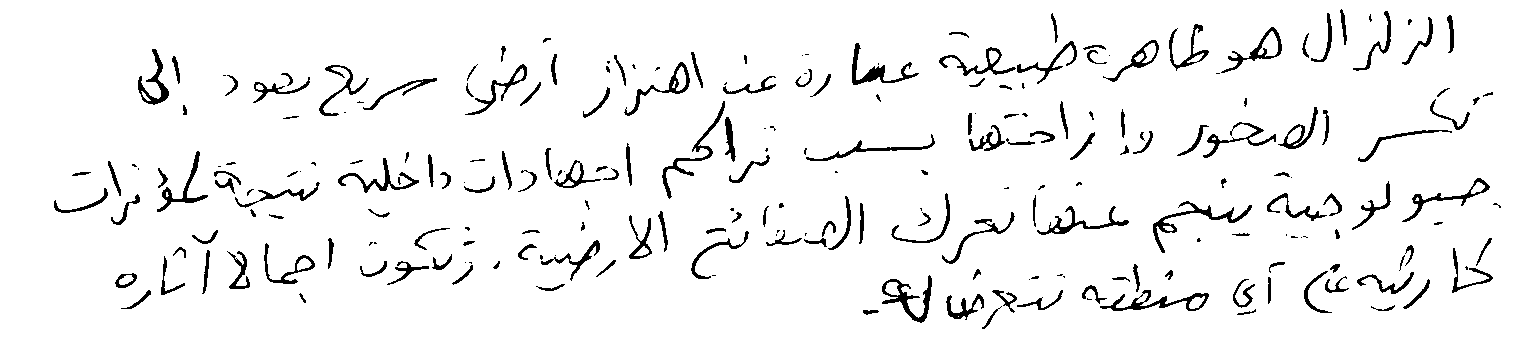 الزلزال هو ظاهرة طبيعية عبارة عن اهتزاز أرضي سريع يعود إلى
تكسر الصخور وإزاحتها بسبب تراكم اجهادات داخلية نتيجة لمؤثرات
جيولوجية ينجم عنها تحرك الصفائح الارضية. وتكون اجمالا آثاره
كارثية على أي منطقة تتعرض له.